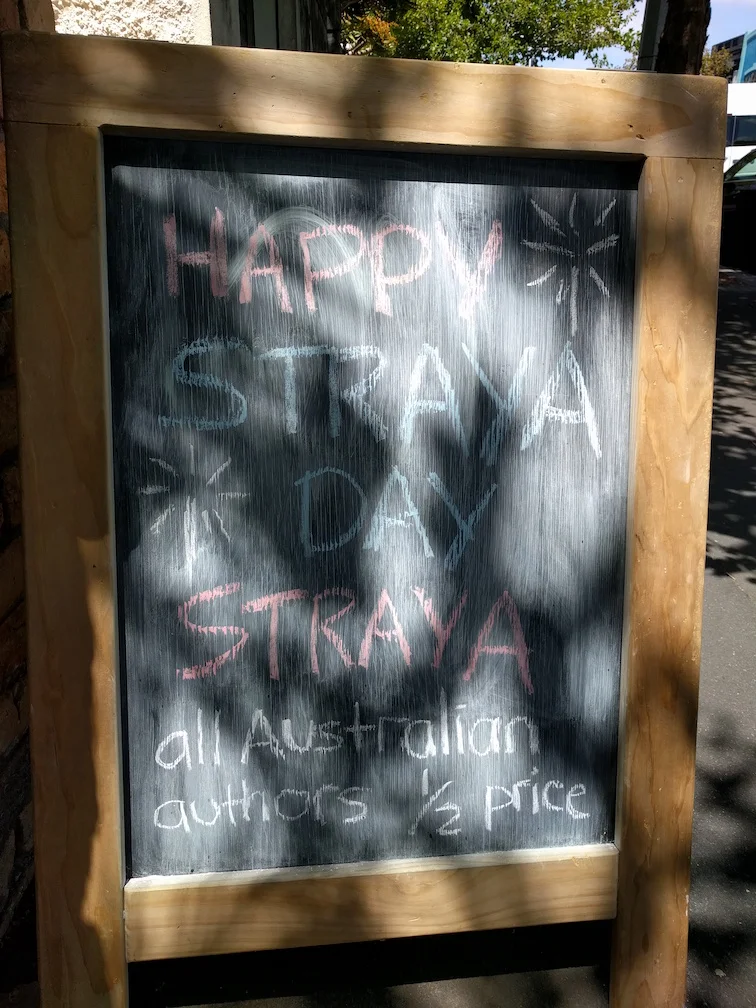 HAPPY
STRAYA
DAY
STRAYA
all Australian
authors ½ price